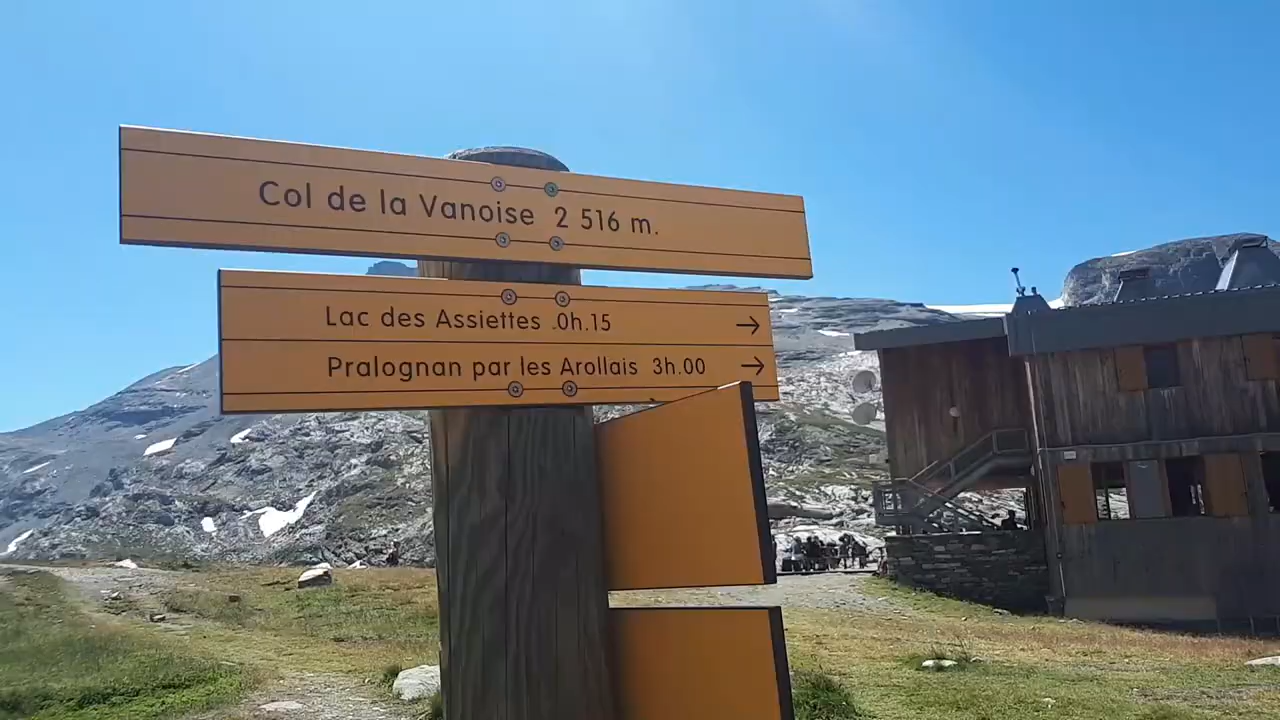 Col de la Vanoise 2 516 m.
Lac des Assiettes .0h.15 →
Pralognan par les Arollais 3h.00 →